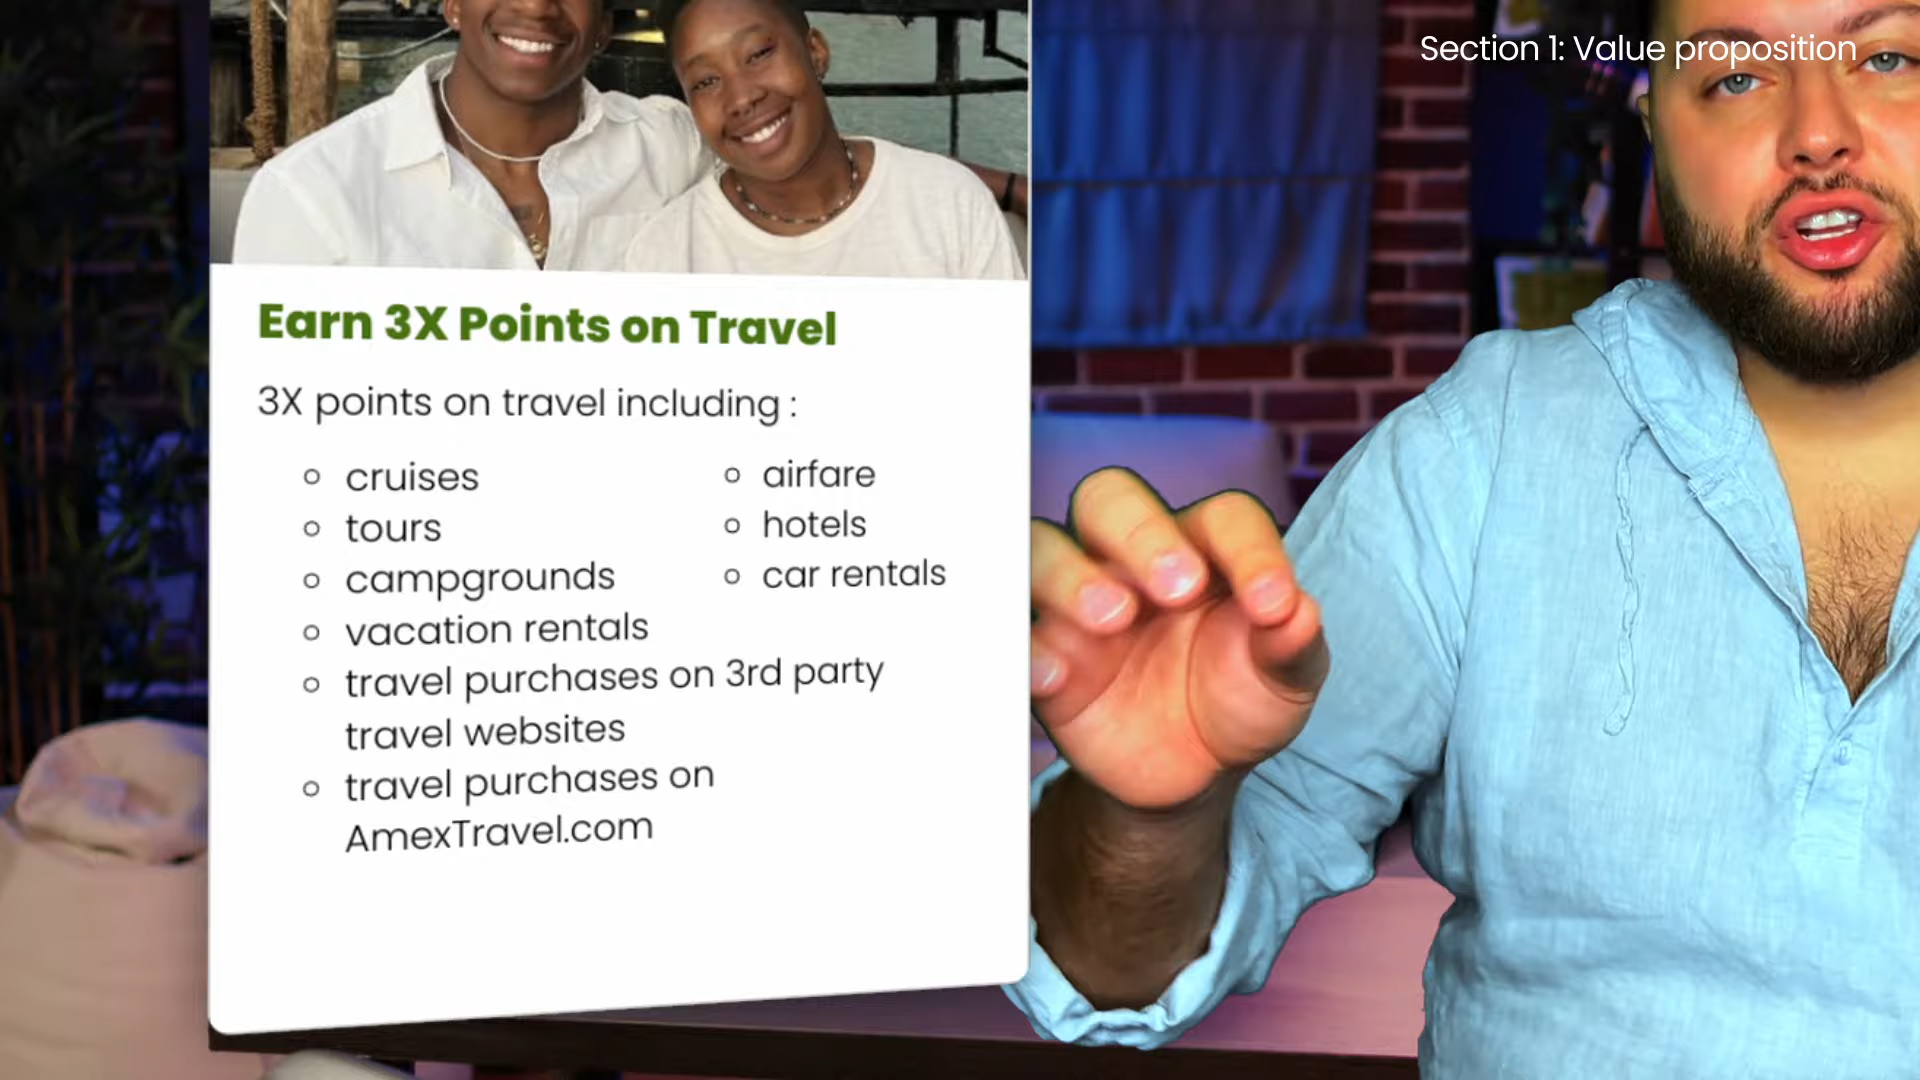 Section 1: Value proposition
Earn 3X Points on Travel
3X points on travel including :
cruises
tours
campgrounds
vacation rentals
travel purchases on 3rd party
travel websites
travel purchases on
AmexTravel.com
airfare
hotels
car rentals